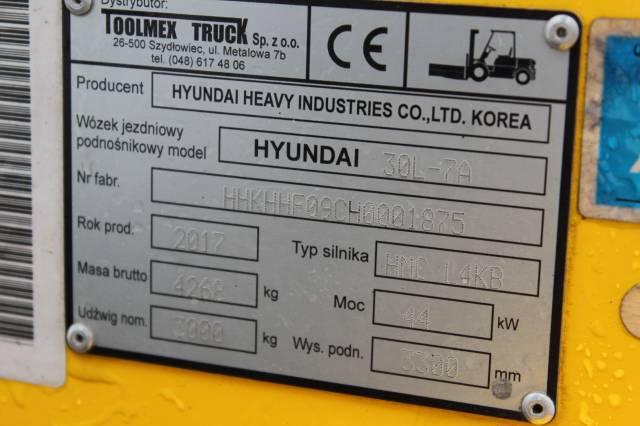 Dystrybutor:
TOOLMEX TRUCK Sp. z o.o.
26-500 Szydłowiec, ul. Metalowa 7b
tel. (048) 617 48 06
CE
Producent HYUNDAI HEAVY INDUSTRIES CO.,LTD. KOREA
Wózek jezdniowy
podnośnikowy model HYUNDAI 30L-7A
Nr fabr. HHKHHF09CH0001875
Rok prod. 2017 Typ silnika HMC L4KB
Masa brutto 4268 kg Moc 44 kW
Udźwig nom. 3000 kg Wys. podn. 3300 mm